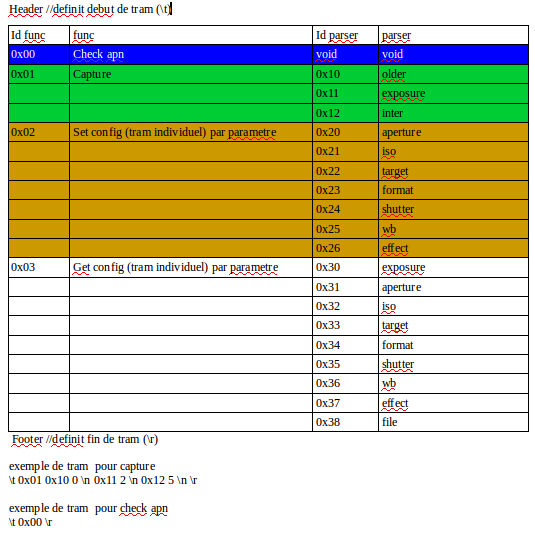 Header //definit debut de tram (\t)
Id func func Id parser parser
0x00 Check apn void void
0x01 Capture 0x10 older
0x11 exposure
0x12 inter
0x02 Set config (tram individuel) par parametre 0x20 aperture
0x21 iso
0x22 target
0x23 format
0x24 shutter
0x25 wb
0x26 effect
0x03 Get config (tram individuel) par parametre 0x30 exposure
0x31 aperture
0x32 iso
0x33 target
0x34 format
0x35 shutter
0x36 wb
0x37 effect
0x38 file
Footer //definit fin de tram (\r)
exemple de tram pour capture
\t 0x01 0x10 0 \n 0x11 2 \n 0x12 5 \n \r
exemple de tram pour check apn
\t 0x00 \r